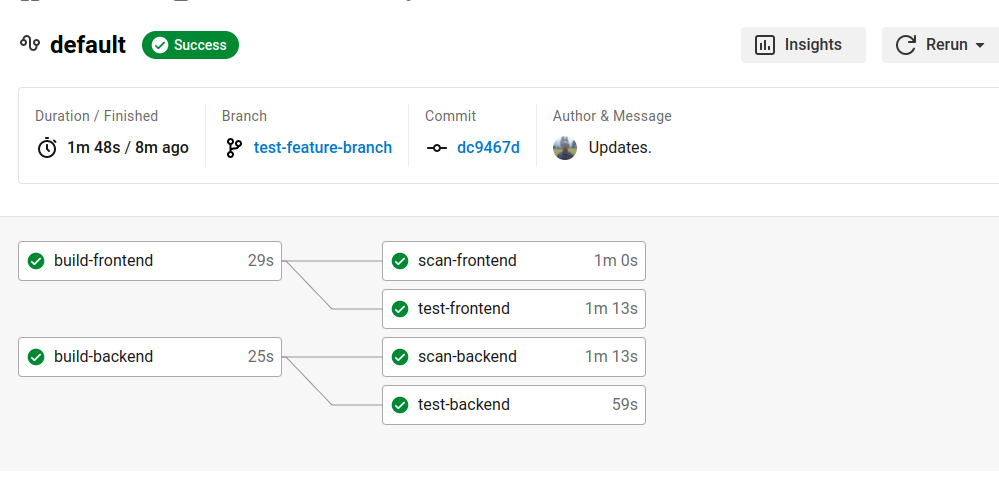 default Success Insights Rerun
Duration / Finished Branch Commit Author & Message
1m 48s / 8m ago test-feature-branch dc9467d Updates.
build-frontend 29s scan-frontend 1m 0s
test-frontend 1m 13s
build-backend 25s scan-backend 1m 13s
test-backend 59s